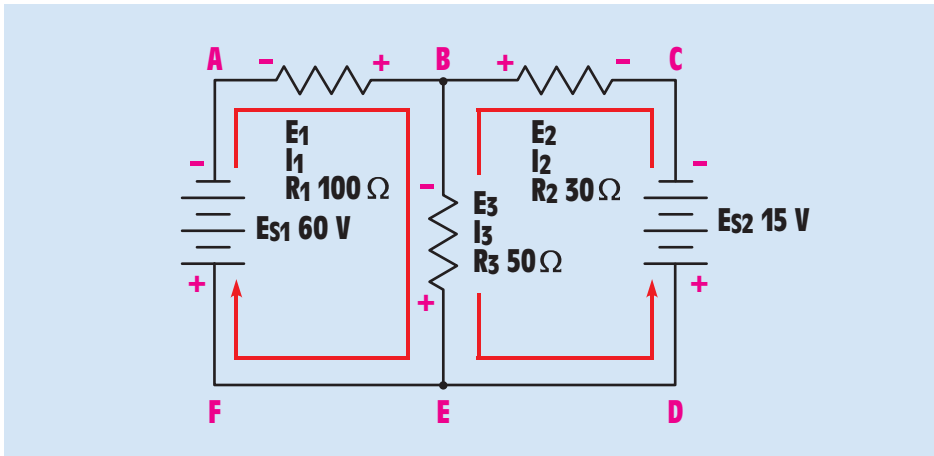 A - + B + - C
E1
I1
R1 100 Ω
E2
I2
R2 30 Ω
- - -
ES1 60 V
E3
I3
R3 50 Ω
ES2 15 V
+ + +
F E D